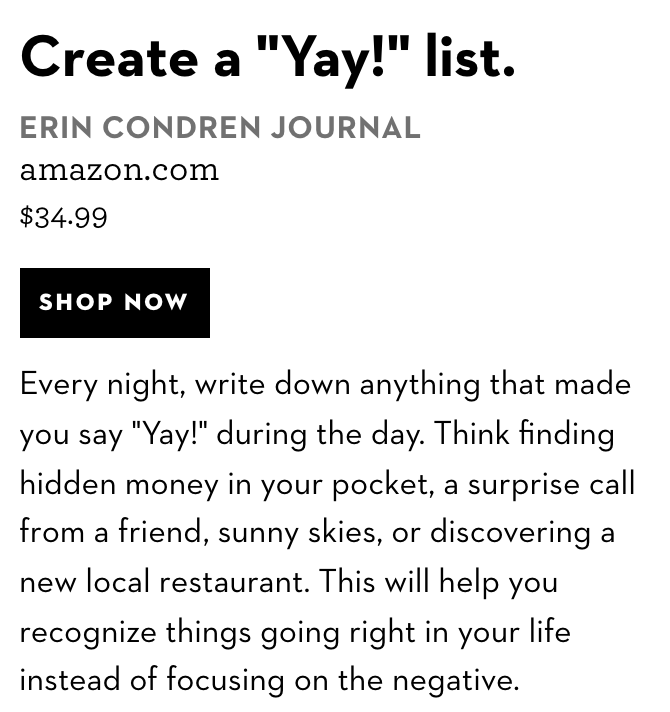 Create a "Yay!" list.
ERIN CONDREN JOURNAL
amazon.com
$34.99
SHOP NOW
Every night, write down anything that made
you say "Yay!" during the day. Think finding
hidden money in your pocket, a surprise call
from a friend, sunny skies, or discovering a
new local restaurant. This will help you
recognize things going right in your life
instead of focusing on the negative.